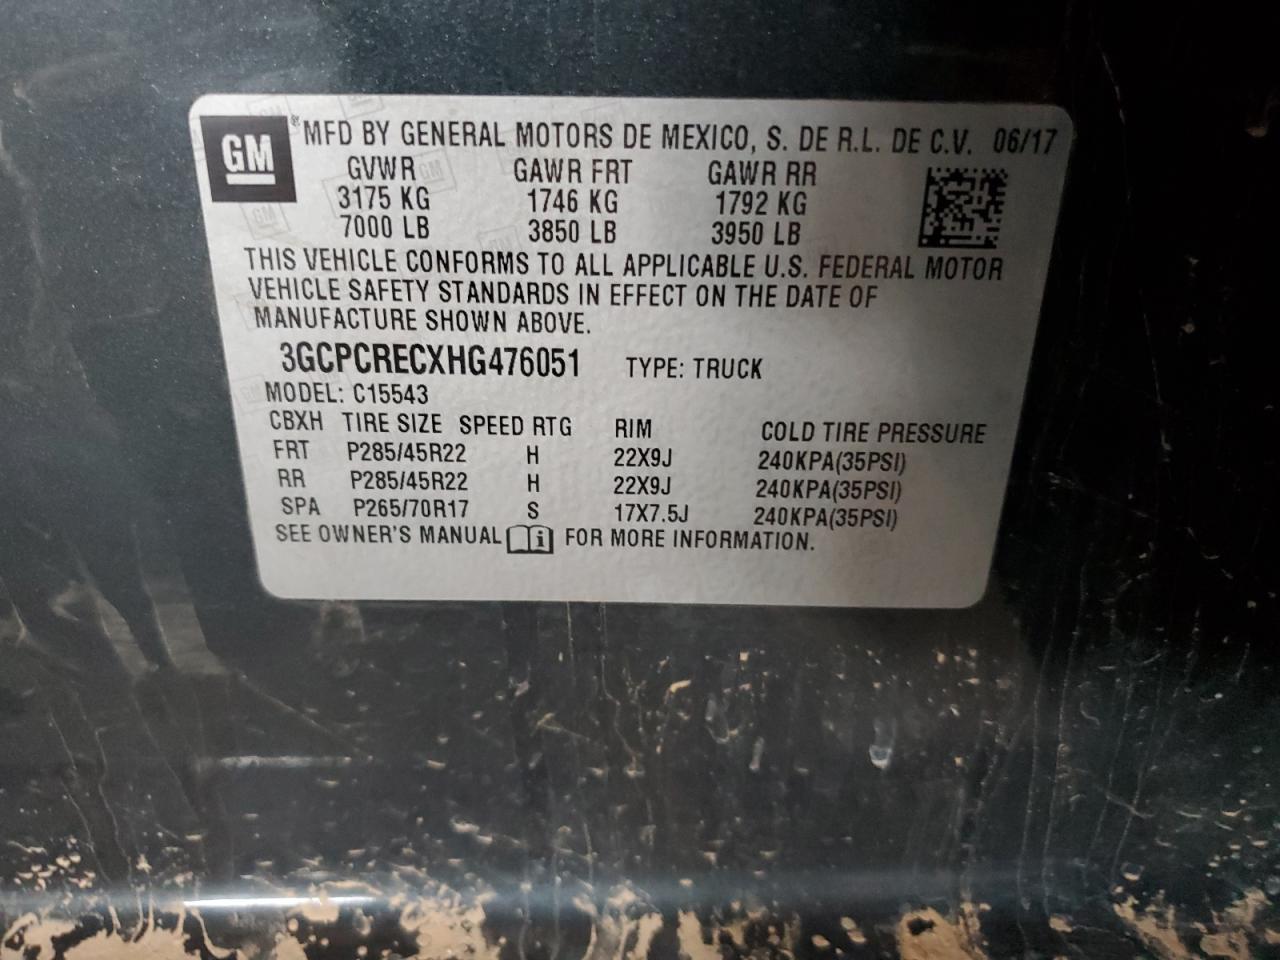 GM ® MFD BY GENERAL MOTORS DE MEXICO, S. DE R.L. DE C.V. 06/17
GVWR GAWR FRT GAWR RR
3175 KG 1746 KG 1792 KG
7000 LB 3850 LB 3950 LB
THIS VEHICLE CONFORMS TO ALL APPLICABLE U.S. FEDERAL MOTOR
VEHICLE SAFETY STANDARDS IN EFFECT ON THE DATE OF
MANUFACTURE SHOWN ABOVE.
3GCPCRECXHG476051 TYPE: TRUCK
MODEL: C15543
CBXH TIRE SIZE SPEED RTG RIM COLD TIRE PRESSURE
FRT P285/45R22 H 22X9J 240KPA(35PSI)
RR P285/45R22 H 22X9J 240KPA(35PSI)
SPA P265/70R17 S 17X7.5J 240KPA(35PSI)
SEE OWNER'S MANUAL i FOR MORE INFORMATION.